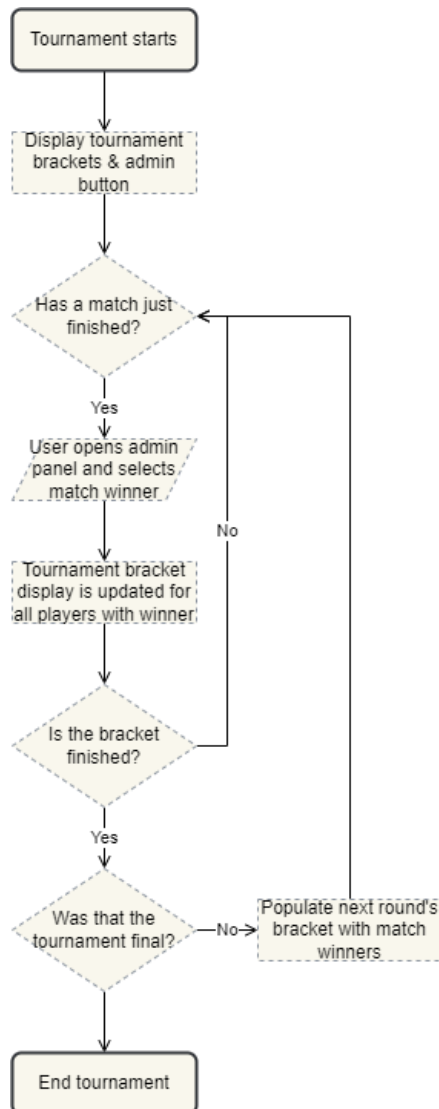 Tournament starts
Display tournament
brackets & admin
button
Has a match just
finished?
Yes
User opens admin
panel and selects
match winner
No
Tournament bracket
display is updated for
all players with winner
Is the bracket
finished?
Yes
Was that the
tournament final?
No
Populate next round's
bracket with match
winners
End tournament